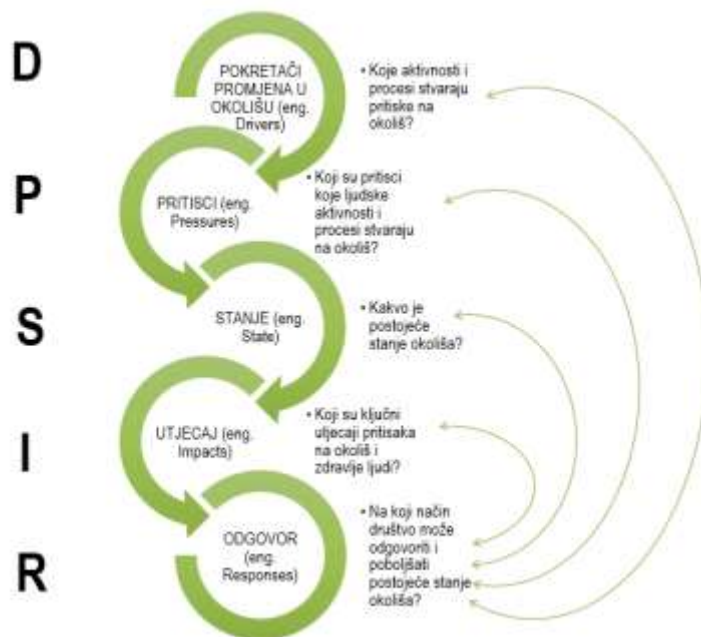 D
POKRETAČI
PROMJENA U
OKOLIŠU (eng.
Drivers)
• Koje aktivnosti i
procesi stvaraju
pritiske na
okoliš?
P
PRITISCI (eng.
Pressures)
• Koji su pritisci
koje ljudske
aktivnosti i
procesi stvaraju
na okoliš?
S
STANJE (eng.
State)
• Kakvo je
postojeće
stanje okoliša?
I
UTJECAJ (eng.
Impacts)
• Koji su ključni
utjecaji pritisaka
na okoliš i
zdravlje ljudi?
R
ODGOVOR
(eng.
Responses)
• Na koji način
društvo može
odgovoriti i
poboljšati
postojeće stanje
okoliša?